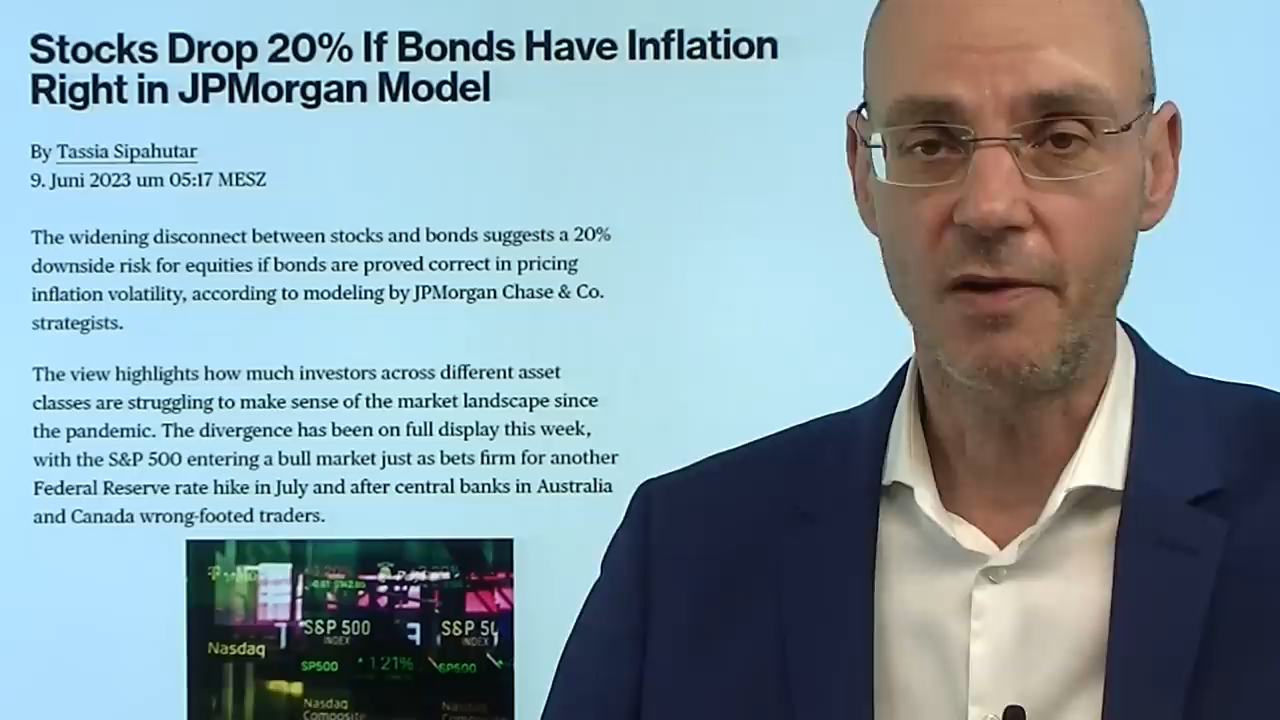 Stocks Drop 20% If Bonds Have Inflation
Right in JPMorgan Model
By Tassia Sipahutar
9. Juni 2023 um 05:17 MESZ
The widening disconnect between stocks and bonds suggests a 20%
downside risk for equities if bonds are proved correct in pricing
inflation volatility, according to modeling by JPMorgan Chase & Co.
strategists.
The view highlights how much investors across different asset
classes are struggling to make sense of the market landscape since
the pandemic. The divergence has been on full display this week,
with the S&P 500 entering a bull market just as bets firm for another
Federal Reserve rate hike in July and after central banks in Australia
and Canada wrong-footed traders.
S&P 500
INDEX
S&P 50
INDEX
Nasdaq
SP500
1.21%
SP500
Nasdaq
Composite